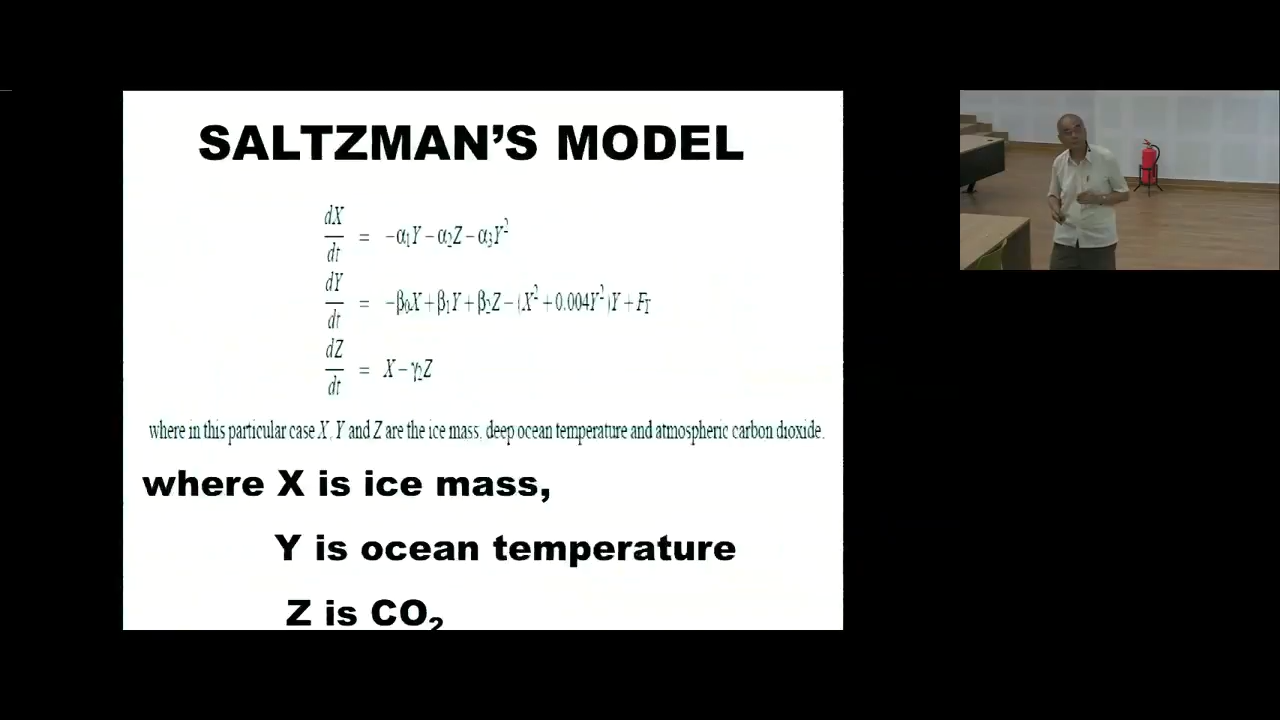 SALTZMAN'S MODEL
dX/dt = −α₁Y − α₂Z − α₃Y²
dY/dt = −β₀X + β₁Y + β₂Z − (X² + 0.004Y²)Y + F_T
dZ/dt = X − γ₂Z
where in this particular case X, Y and Z are the ice mass, deep ocean temperature and atmospheric carbon dioxide.
where X is ice mass,
Y is ocean temperature
Z is CO₂